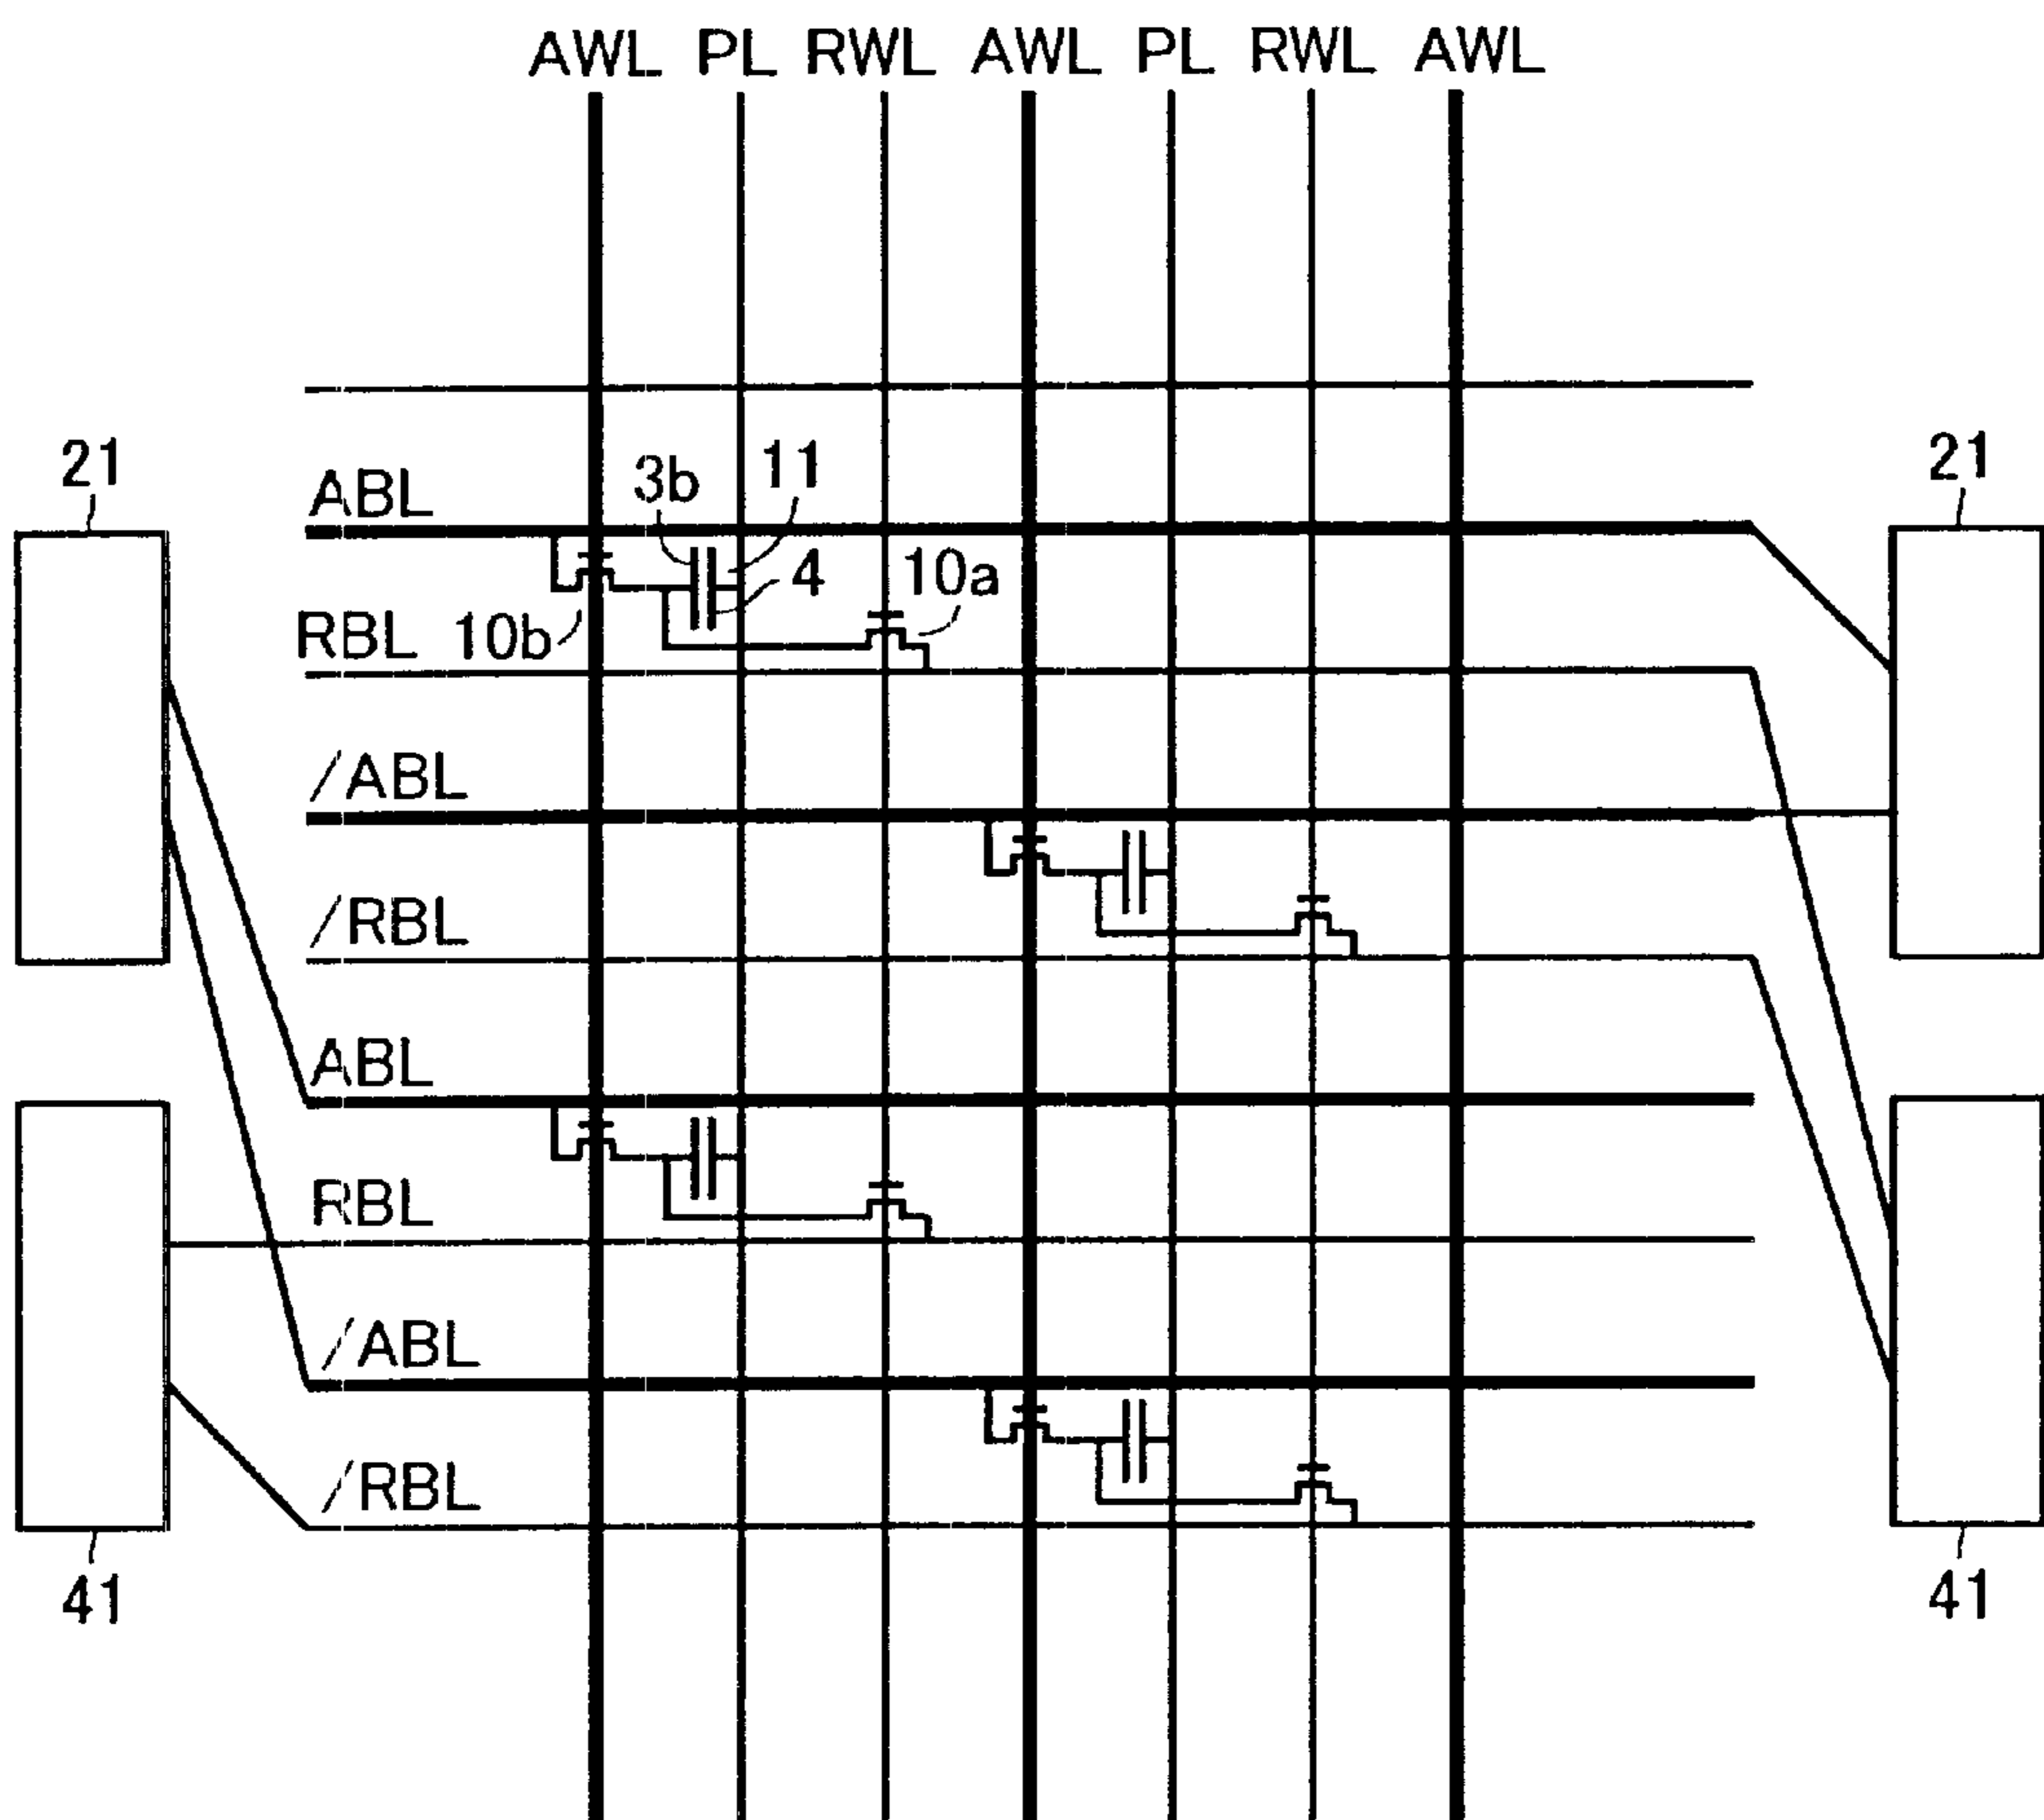 AWL PL RWL AWL PL RWL AWL
21 21
ABL 3b 11
4 10a
RBL 10b
/ABL
/RBL
ABL
RBL
/ABL
/RBL
41 41